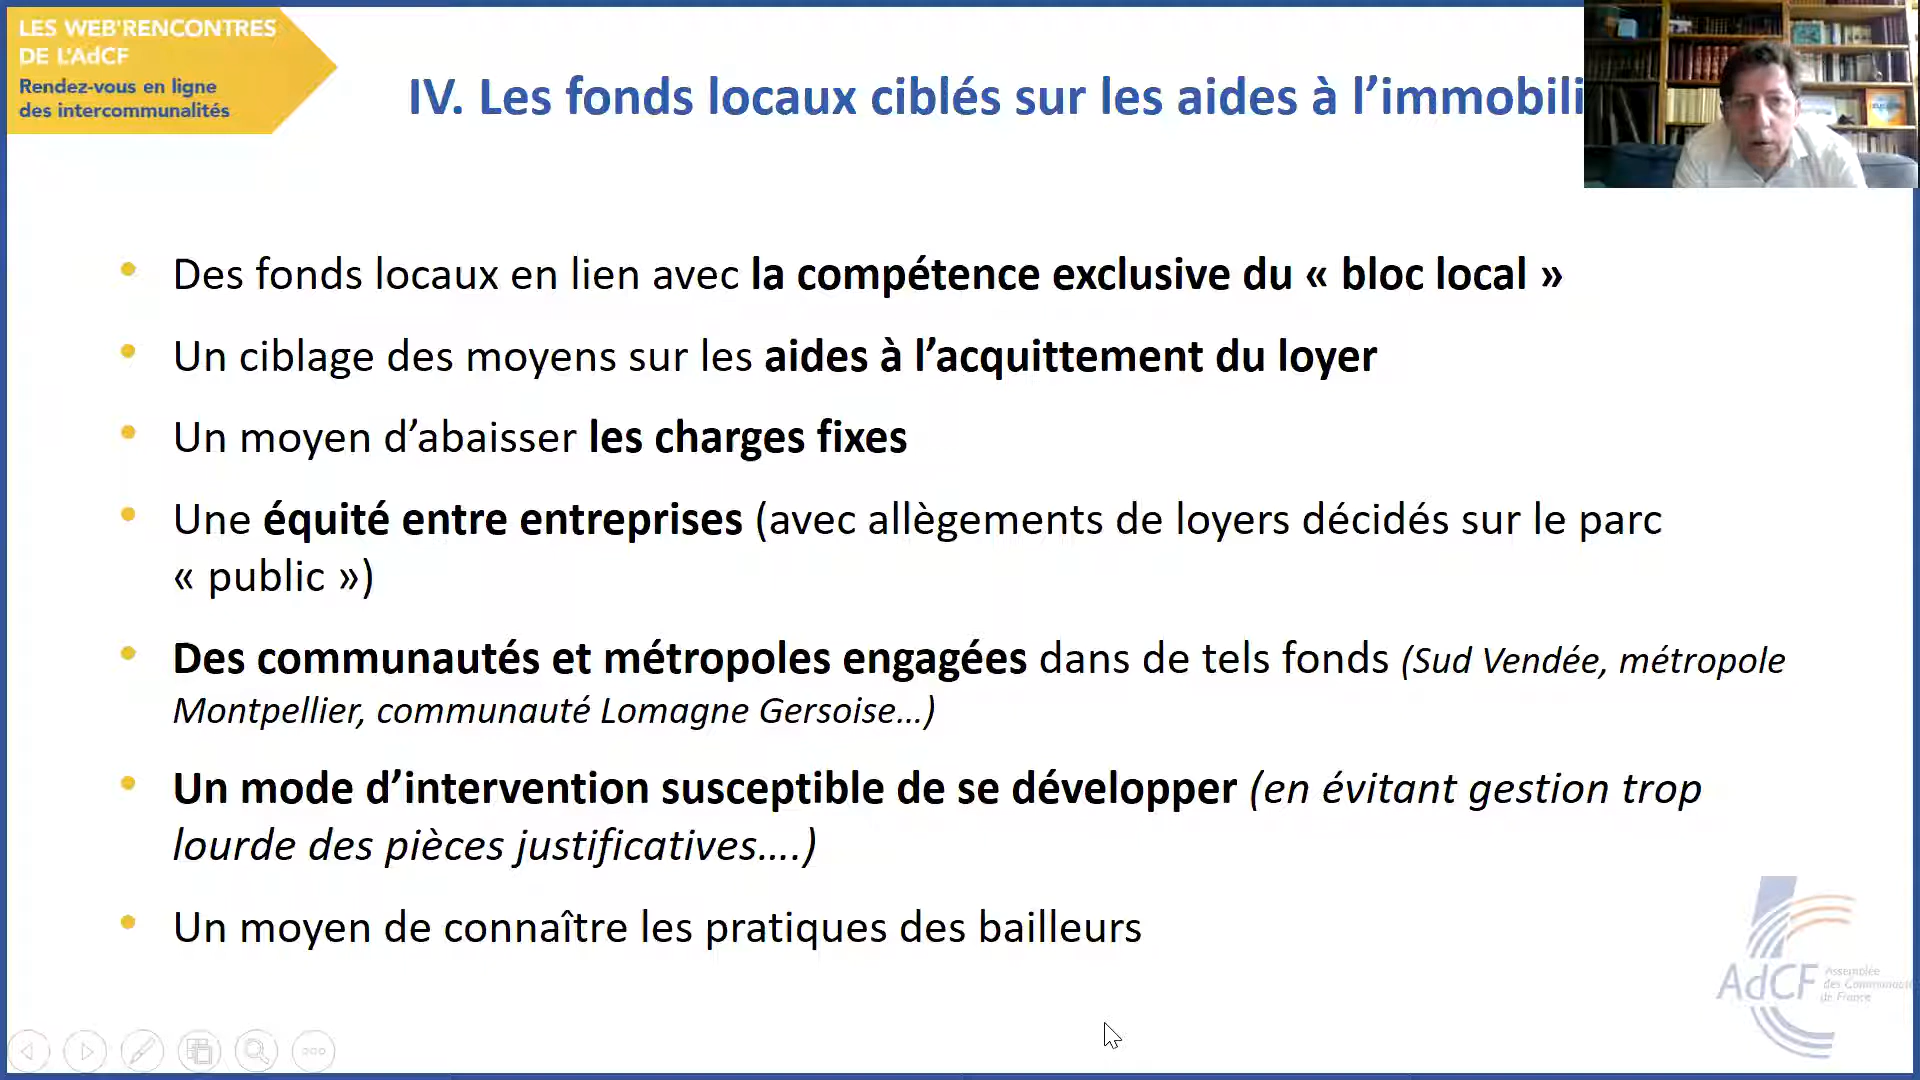 LES WEB'RENCONTRES
DE L'AdCF
Rendez-vous en ligne
des intercommunalités
IV. Les fonds locaux ciblés sur les aides à l’immobili
• Des fonds locaux en lien avec la compétence exclusive du « bloc local »
• Un ciblage des moyens sur les aides à l’acquittement du loyer
• Un moyen d’abaisser les charges fixes
• Une équité entre entreprises (avec allègements de loyers décidés sur le parc
« public »)
• Des communautés et métropoles engagées dans de tels fonds (Sud Vendée, métropole
Montpellier, communauté Lomagne Gersoise…)
• Un mode d’intervention susceptible de se développer (en évitant gestion trop
lourde des pièces justificatives….)
• Un moyen de connaître les pratiques des bailleurs
AdCF
Assemblée
des Communautés
de France